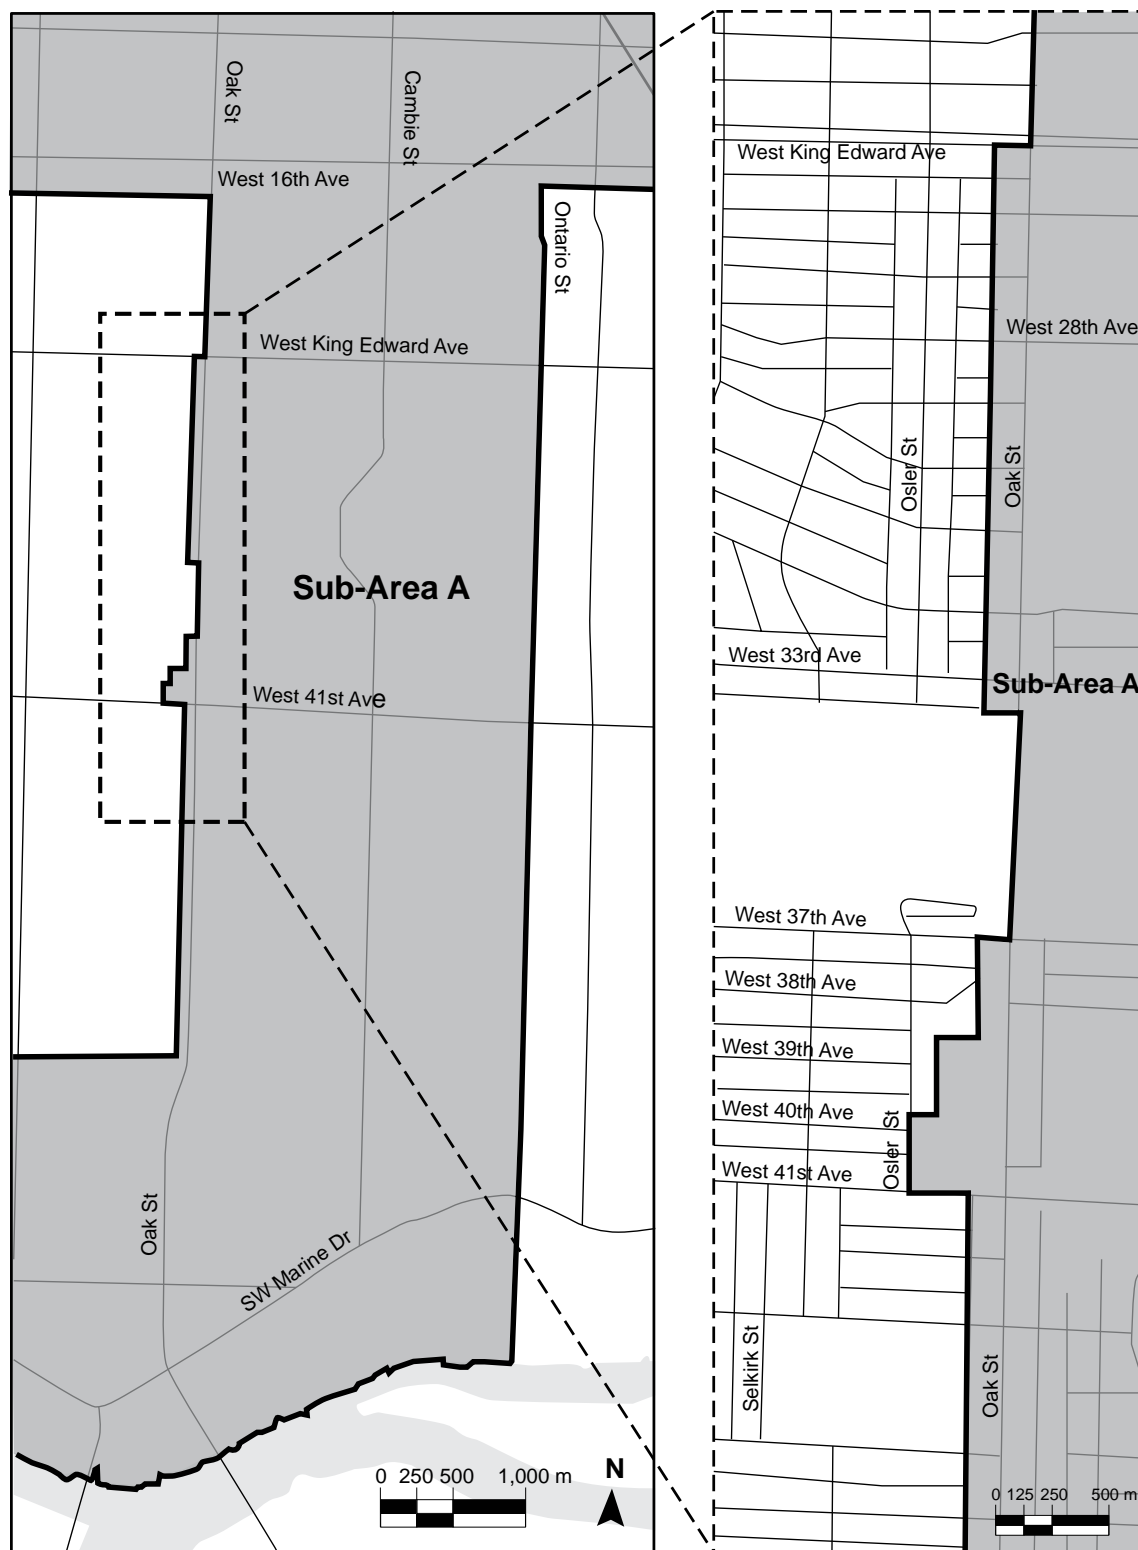 Oak St
Cambie St
West 16th Ave
Ontario St
West King Edward Ave
Sub-Area A
West 41st Ave
Oak St
SW Marine Dr
0 250 500 1,000 m
N
West King Edward Ave
West 28th Ave
Osler St
Oak St
West 33rd Ave
Sub-Area A
West 37th Ave
West 38th Ave
West 39th Ave
West 40th Ave
Osler St
West 41st Ave
Selkirk St
Oak St
0 125 250 500 m